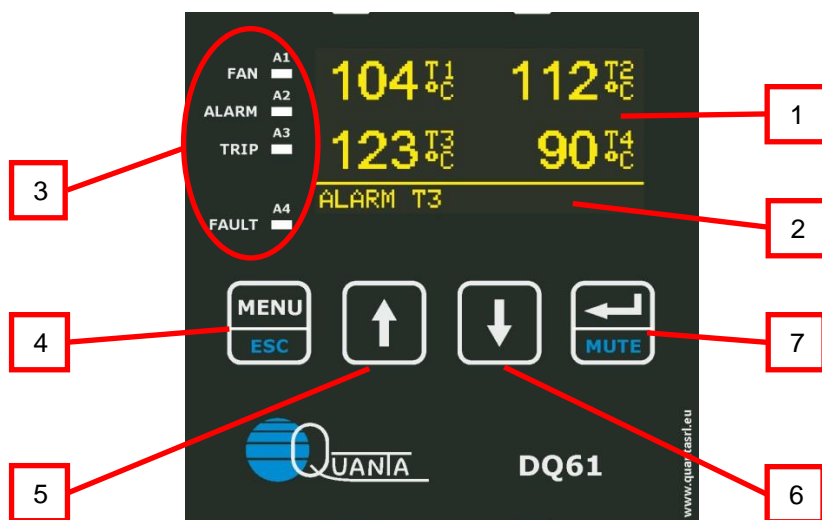 A1
FAN
A2
ALARM
A3
TRIP
A4
FAULT
104 T1 °C 112 T2 °C
123 T3 °C 90 T4 °C
ALARM T3
1
2
3
MENU
ESC
MUTE
4
7
QUANTA
DQ61
www.quantasrl.eu
5
6